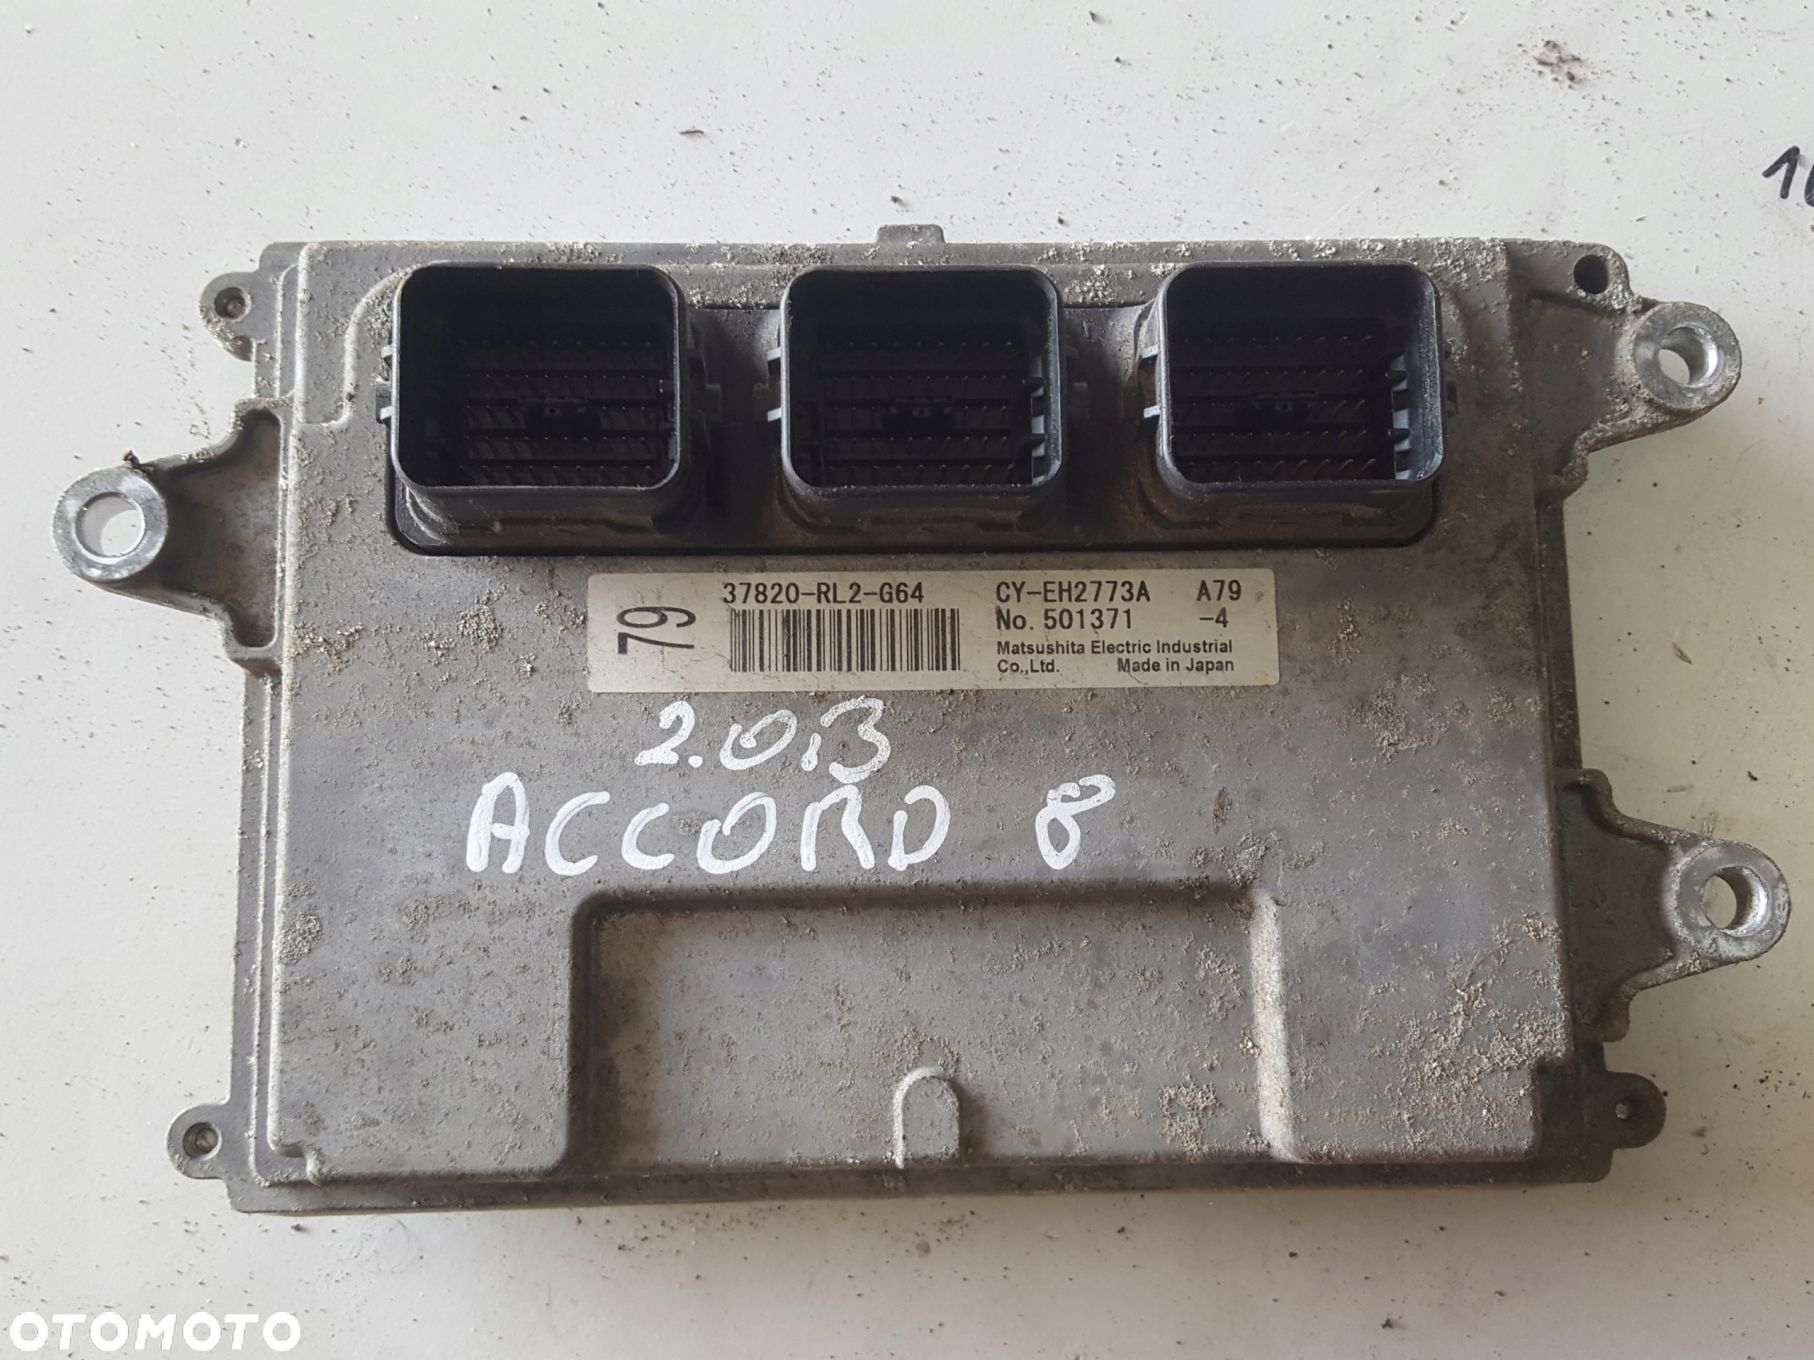 37820-RL2-G64 CY-EH2773A A79
79
No. 501371 -4
Matsushita Electric Industrial
Co.,Ltd. Made in Japan
2.0i3
ACCORD 8
OTOMOTO